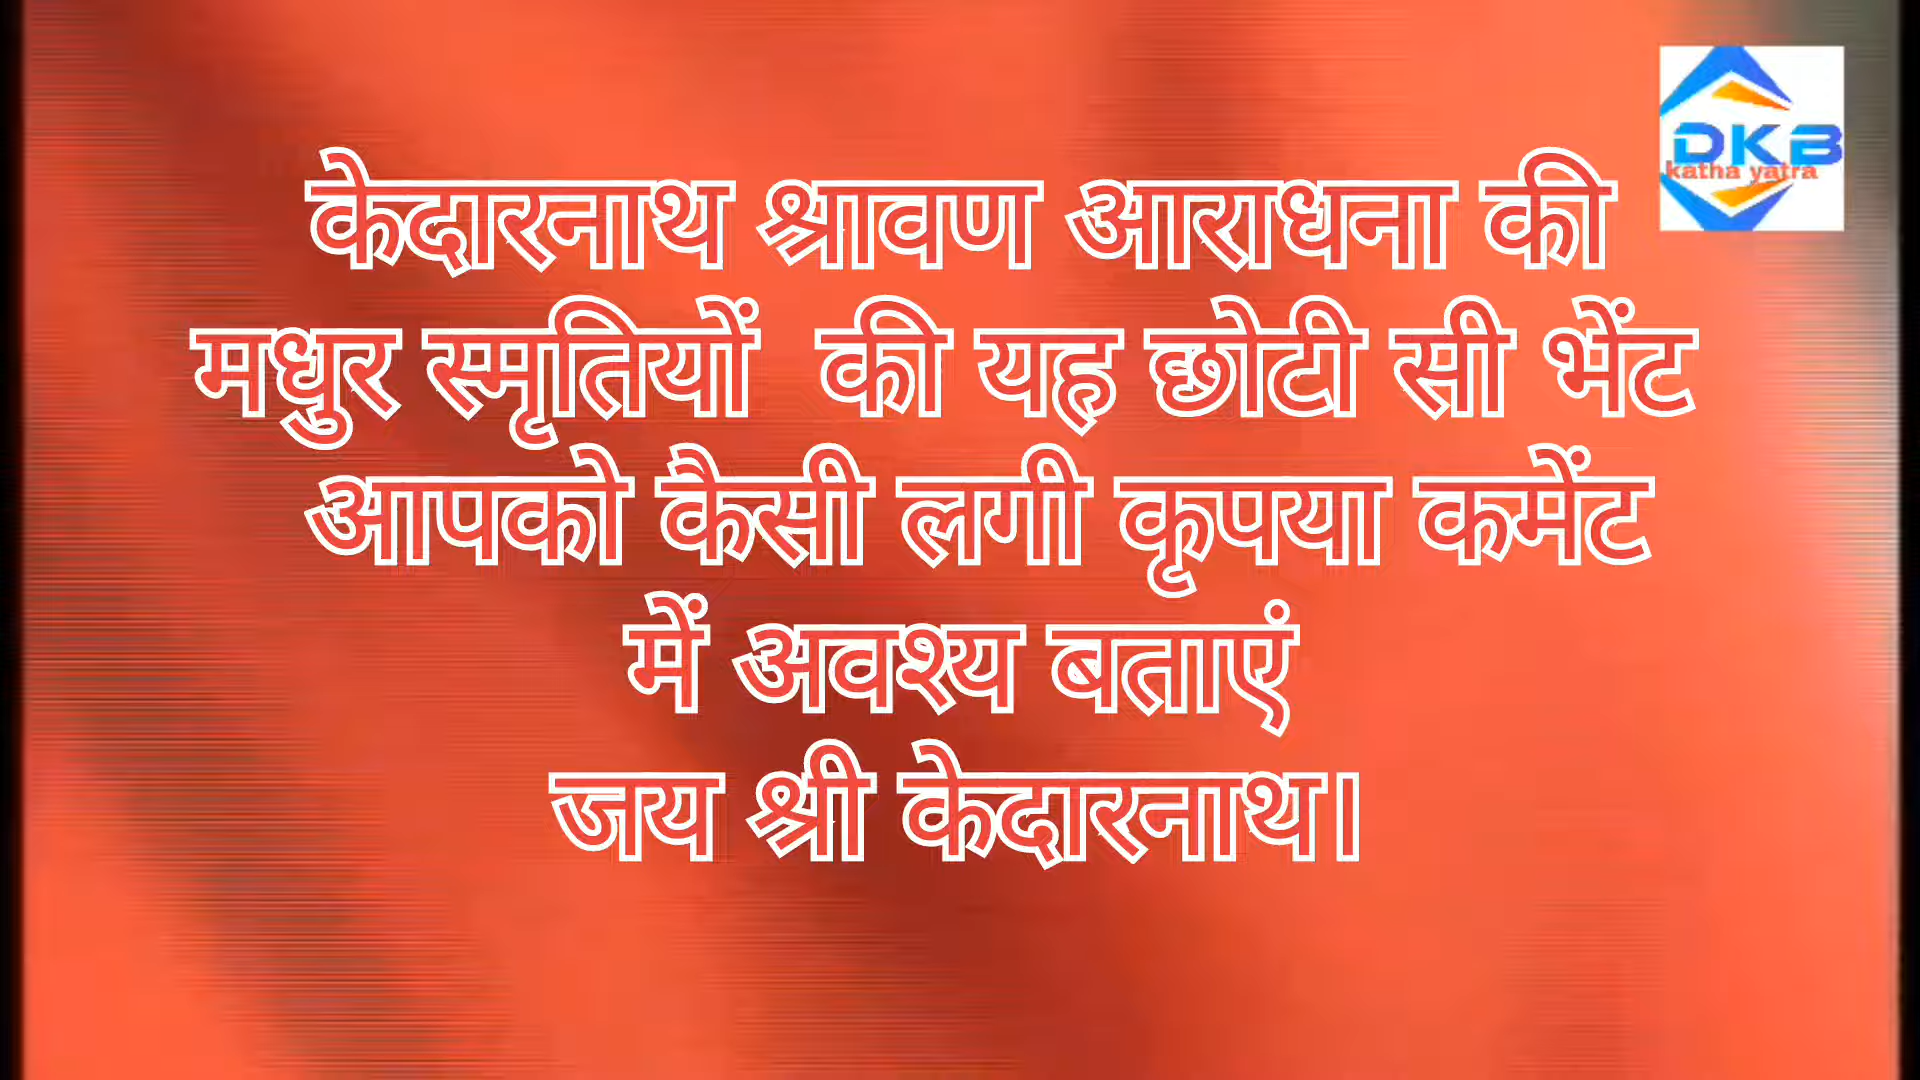 DKB
katha yatra
केदारनाथ श्रावण आराधना की
मधुर स्मृतियों की यह छोटी सी भेंट
आपको कैसी लगी कृपया कमेंट
में अवश्य बताएं
जय श्री केदारनाथ।